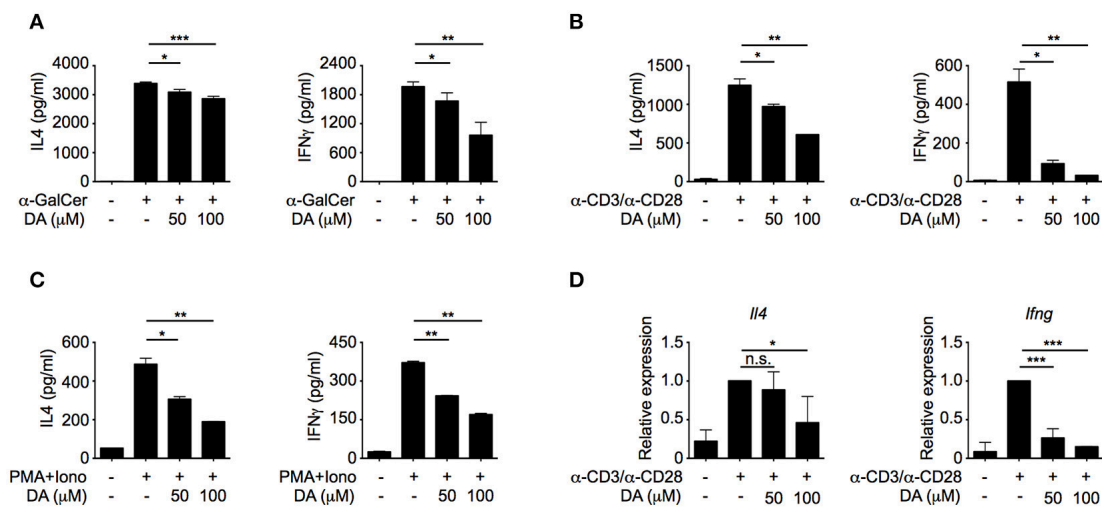 A
***
*
IL4 (pg/ml)
4000
3000
2000
1000
0
α-GalCer - + + +
DA (μM) - - 50 100
**
*
IFNγ (pg/ml)
2400
1800
1200
600
0
α-GalCer - + + +
DA (μM) - - 50 100
B
**
*
IL4 (pg/ml)
1500
1000
500
0
α-CD3/α-CD28 - + + +
DA (μM) - - 50 100
**
*
IFNγ (pg/ml)
600
400
200
0
α-CD3/α-CD28 - + + +
DA (μM) - - 50 100
C
**
*
IL4 (pg/ml)
600
400
200
0
PMA+Iono - + + +
DA (μM) - - 50 100
**
**
IFNγ (pg/ml)
450
300
150
0
PMA+Iono - + + +
DA (μM) - - 50 100
D
Il4
*
n.s.
Relative expression
1.5
1.0
0.5
0
α-CD3/α-CD28 - + + +
DA (μM) - - 50 100
Ifng
***
***
Relative expression
1.5
1.0
0.5
0
α-CD3/α-CD28 - + + +
DA (μM) - - 50 100